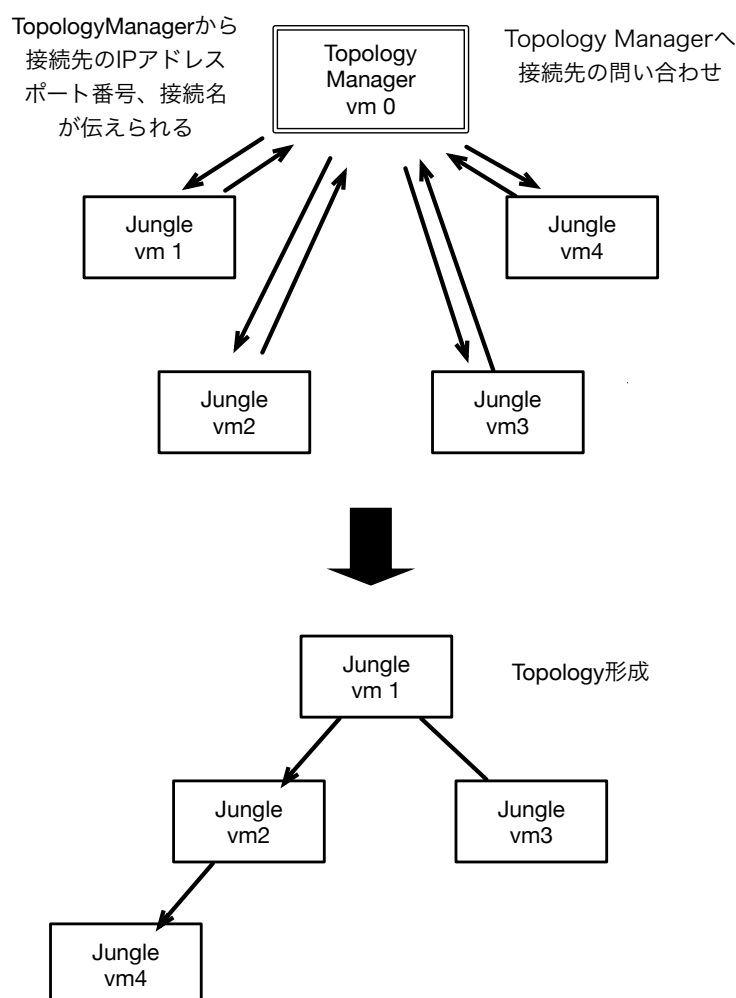 TopologyManagerから
接続先のIPアドレス
ポート番号、接続名
が伝えられる
Topology
Manager
vm 0
Topology Managerへ
接続先の問い合わせ
Jungle
vm 1
Jungle
vm4
Jungle
vm2
Jungle
vm3
Jungle
vm 1
Topology形成
Jungle
vm2
Jungle
vm3
Jungle
vm4